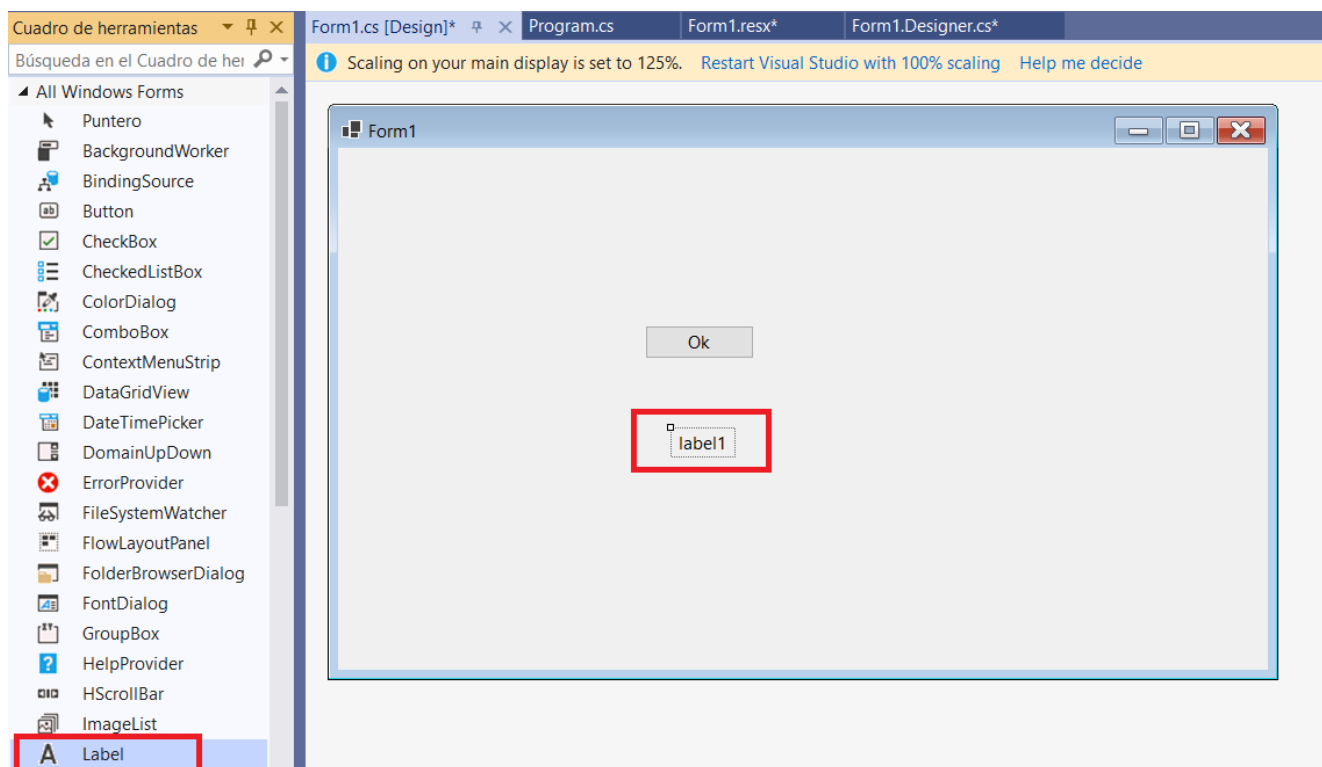 Cuadro de herramientas
Form1.cs [Design]*
Program.cs
Form1.resx*
Form1.Designer.cs*
Búsqueda en el Cuadro de her
Scaling on your main display is set to 125%. Restart Visual Studio with 100% scaling Help me decide
All Windows Forms
Puntero
BackgroundWorker
BindingSource
Button
CheckBox
CheckedListBox
ColorDialog
ComboBox
ContextMenuStrip
DataGridView
DateTimePicker
DomainUpDown
ErrorProvider
FileSystemWatcher
FlowLayoutPanel
FolderBrowserDialog
FontDialog
GroupBox
HelpProvider
HScrollBar
ImageList
Label
Form1
Ok
label1